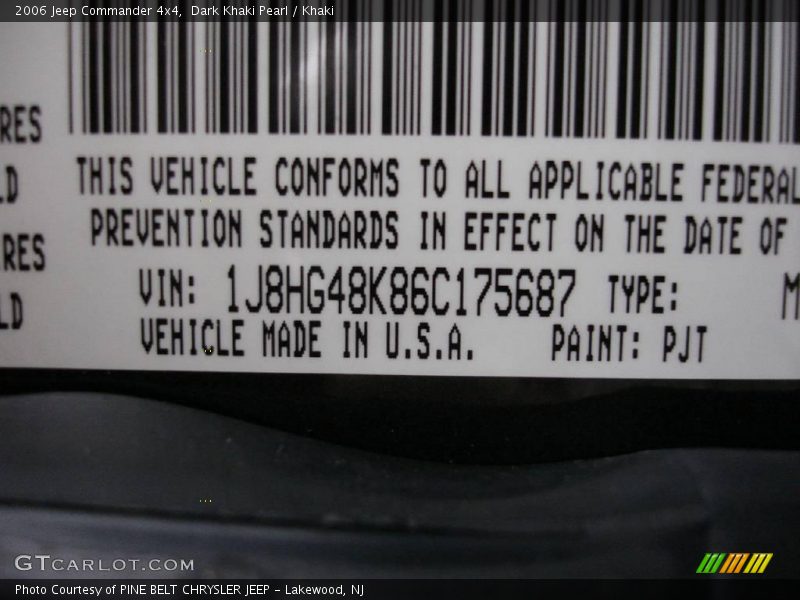 2006 Jeep Commander 4x4, Dark Khaki Pearl / Khaki
RES
LD
RES
LD
THIS VEHICLE CONFORMS TO ALL APPLICABLE FEDERAL
PREVENTION STANDARDS IN EFFECT ON THE DATE OF
VIN: 1J8HG48K86C175687 TYPE: M
VEHICLE MADE IN U.S.A. PAINT: PJT
GTCARLOT.COM
Photo Courtesy of PINE BELT CHRYSLER JEEP - Lakewood, NJ